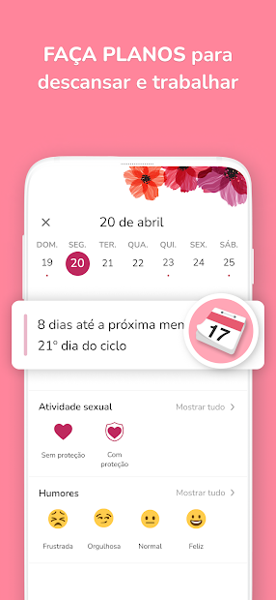 FAÇA PLANOS para
descansar e trabalhar
20 de abril
DOM. SEG. TER. QUA. QUI. SEX. SÁB.
19 20 21 22 23 24 25
8 dias até a próxima men
21º dia do ciclo
17
Atividade sexual Mostrar tudo
Sem proteção Com
proteção
Humores Mostrar tudo
Frustrada Orgulhosa Normal Feliz